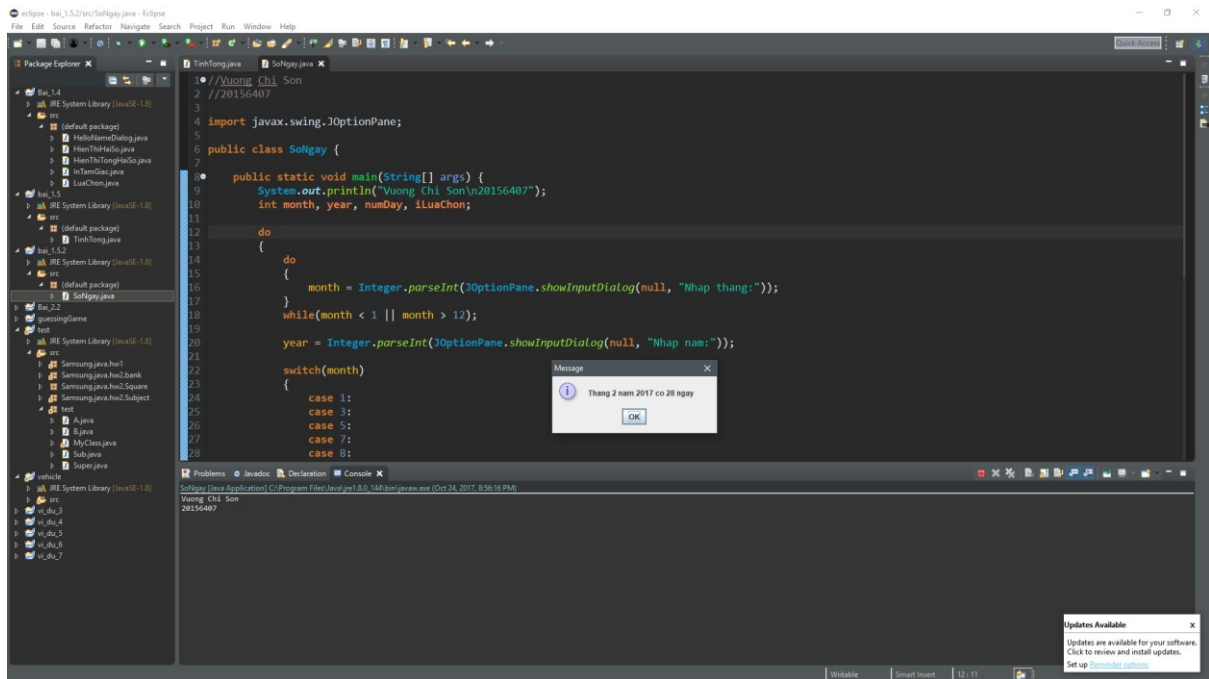 eclipse - bai_1.5.2/src/SoNgay.java - Eclipse
File Edit Source Refactor Navigate Search Project Run Window Help
Quick Access
Package Explorer
Bai_1.4
JRE System Library [JavaSE-1.8]
src
(default package)
HelloNameDialog.java
HienThiHaiSo.java
HienThiTongHaiSo.java
InTamGiac.java
LuaChon.java
bai_1.5
JRE System Library [JavaSE-1.8]
src
(default package)
TinhTong.java
bai_1.5.2
JRE System Library [JavaSE-1.8]
src
(default package)
SoNgay.java
Bai_2.2
guessingGame
test
JRE System Library [JavaSE-1.8]
src
Samsung.java.hw1
Samsung.java.hw2.bank
Samsung.java.hw2.Square
Samsung.java.hw2.Subject
test
A.java
B.java
MyClass.java
Sub.java
Super.java
vehicle
JRE System Library [JavaSE-1.8]
src
vi_du_3
vi_du_4
vi_du_5
vi_du_6
vi_du_7
TinhTong.java SoNgay.java
1 //Vuong Chi Son
2 //20156407
3
4 import javax.swing.JOptionPane;
5
6 public class SoNgay {
7
8 public static void main(String[] args) {
9 System.out.println("Vuong Chi Son\n20156407");
10 int month, year, numDay, iLuaChon;
11
12 do
13 {
14 do
15 {
16 month = Integer.parseInt(JOptionPane.showInputDialog(null, "Nhap thang:"));
17 }
18 while(month < 1 || month > 12);
19
20 year = Integer.parseInt(JOptionPane.showInputDialog(null, "Nhap nam:"));
21
22 switch(month)
23 {
24 case 1:
25 case 3:
26 case 5:
27 case 7:
28 case 8:
Message
Thang 2 nam 2017 co 28 ngay
OK
Problems Javadoc Declaration Console
SoNgay [Java Application] C:\Program Files\Java\jre1.8.0_144\bin\javaw.exe (Oct 24, 2017, 8:56:16 PM)
Vuong Chi Son
20156407
Updates Available
Updates are available for your software.
Click to review and install updates.
Set up Reminder options
Writable Smart Insert 12 : 11